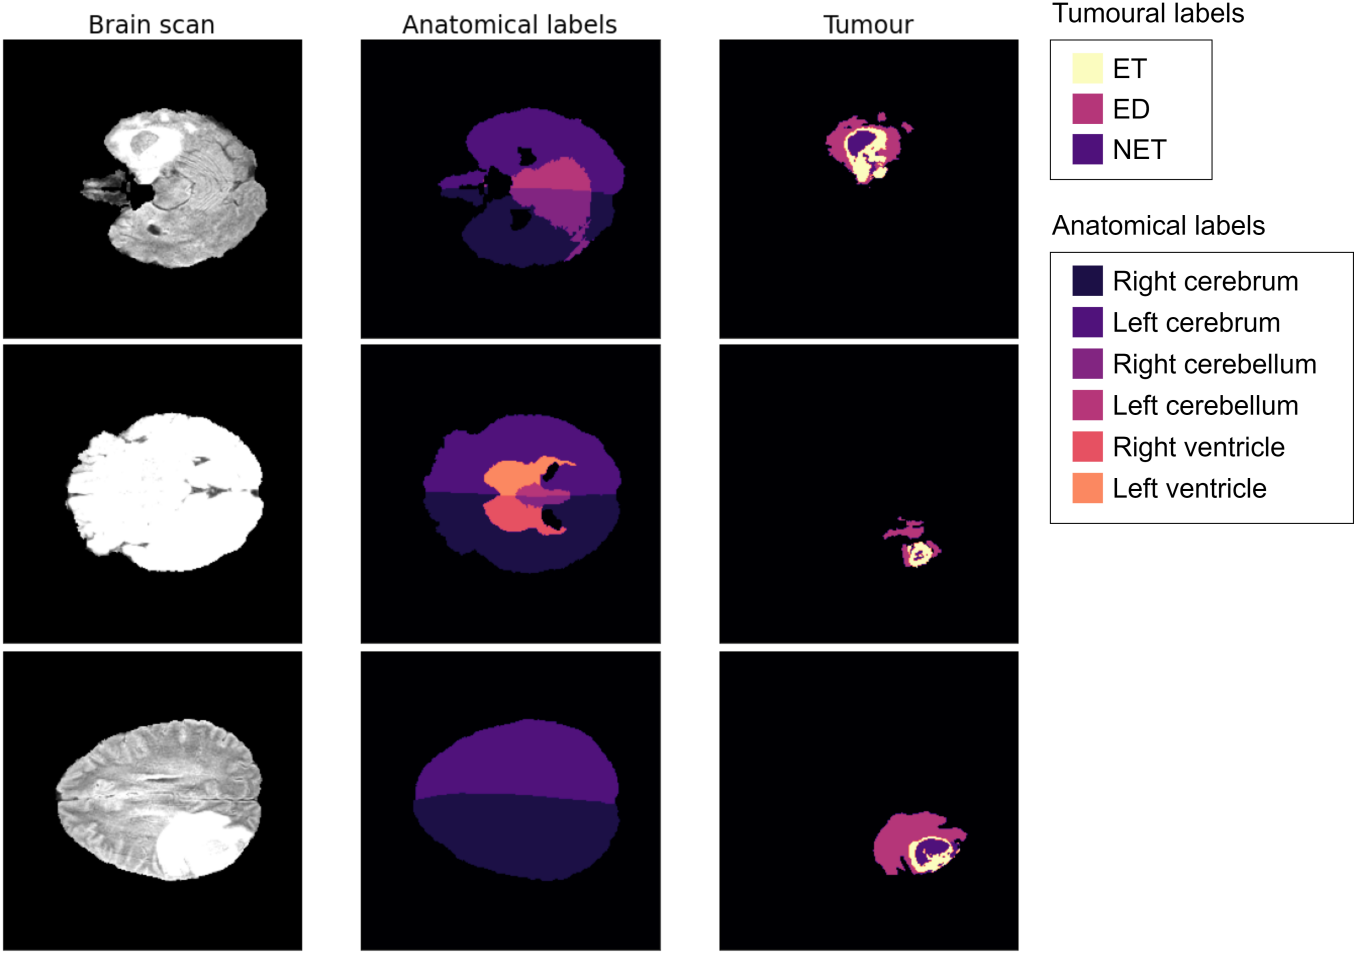 Brain scan
Anatomical labels
Tumour
Tumoural labels
ET
ED
NET
Anatomical labels
Right cerebrum
Left cerebrum
Right cerebellum
Left cerebellum
Right ventricle
Left ventricle